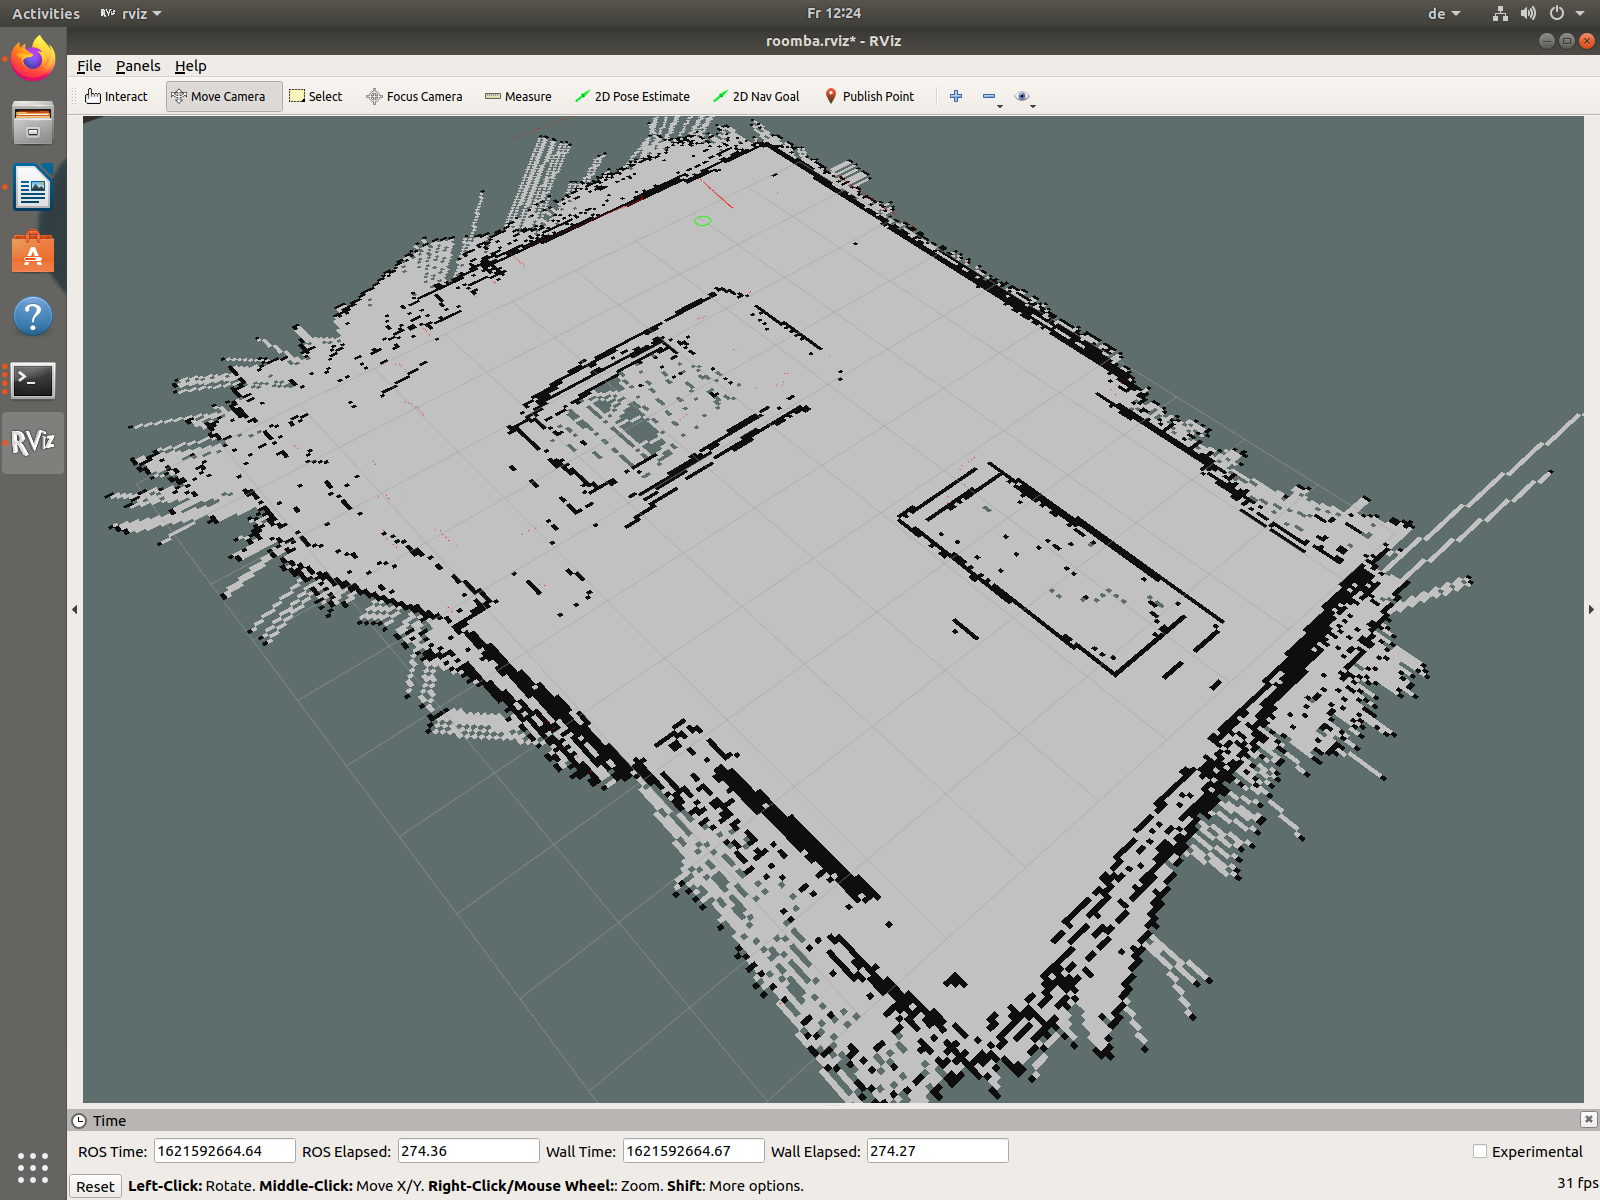 Activities RViz rviz Fr 12:24 de
roomba.rviz* - RViz
File Panels Help
Interact Move Camera Select Focus Camera Measure 2D Pose Estimate 2D Nav Goal Publish Point
RViz
Time
ROS Time: 1621592664.64 ROS Elapsed: 274.36 Wall Time: 1621592664.67 Wall Elapsed: 274.27 Experimental
Reset Left-Click: Rotate. Middle-Click: Move X/Y. Right-Click/Mouse Wheel:: Zoom. Shift: More options. 31 fps